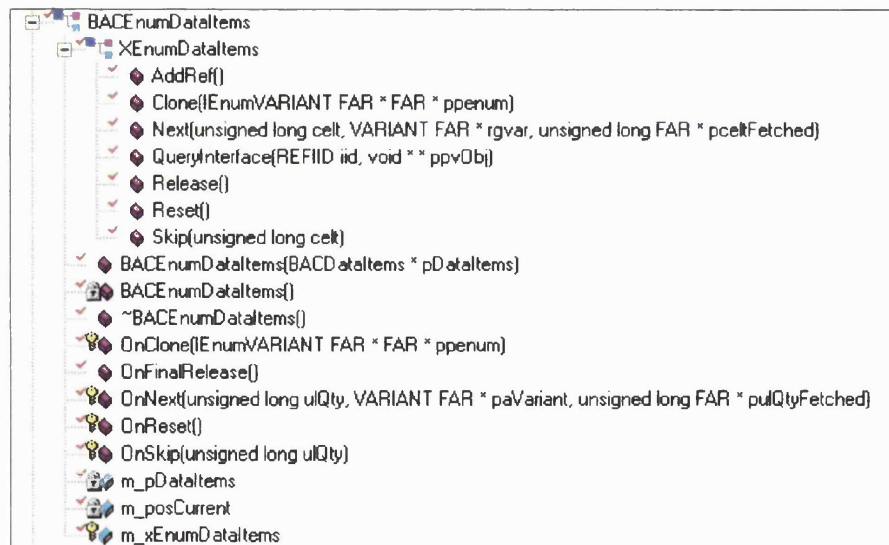 BACEnumDataItems
XEnumDataItems
AddRef()
Clone(IEnumVARIANT FAR * FAR * ppenum)
Next(unsigned long celt, VARIANT FAR * rgvar, unsigned long FAR * pceltFetched)
QueryInterface(REFIID iid, void * * ppvObj)
Release()
Reset()
Skip(unsigned long celt)
BACEnumDataItems(BACDataItems * pDataItems)
BACEnumDataItems()
~BACEnumDataItems()
OnClone(IEnumVARIANT FAR * FAR * ppenum)
OnFinalRelease()
OnNext(unsigned long ulQty, VARIANT FAR * paVariant, unsigned long FAR * pulQtyFetched)
OnReset()
OnSkip(unsigned long ulQty)
m_pDataItems
m_posCurrent
m_xEnumDataItems